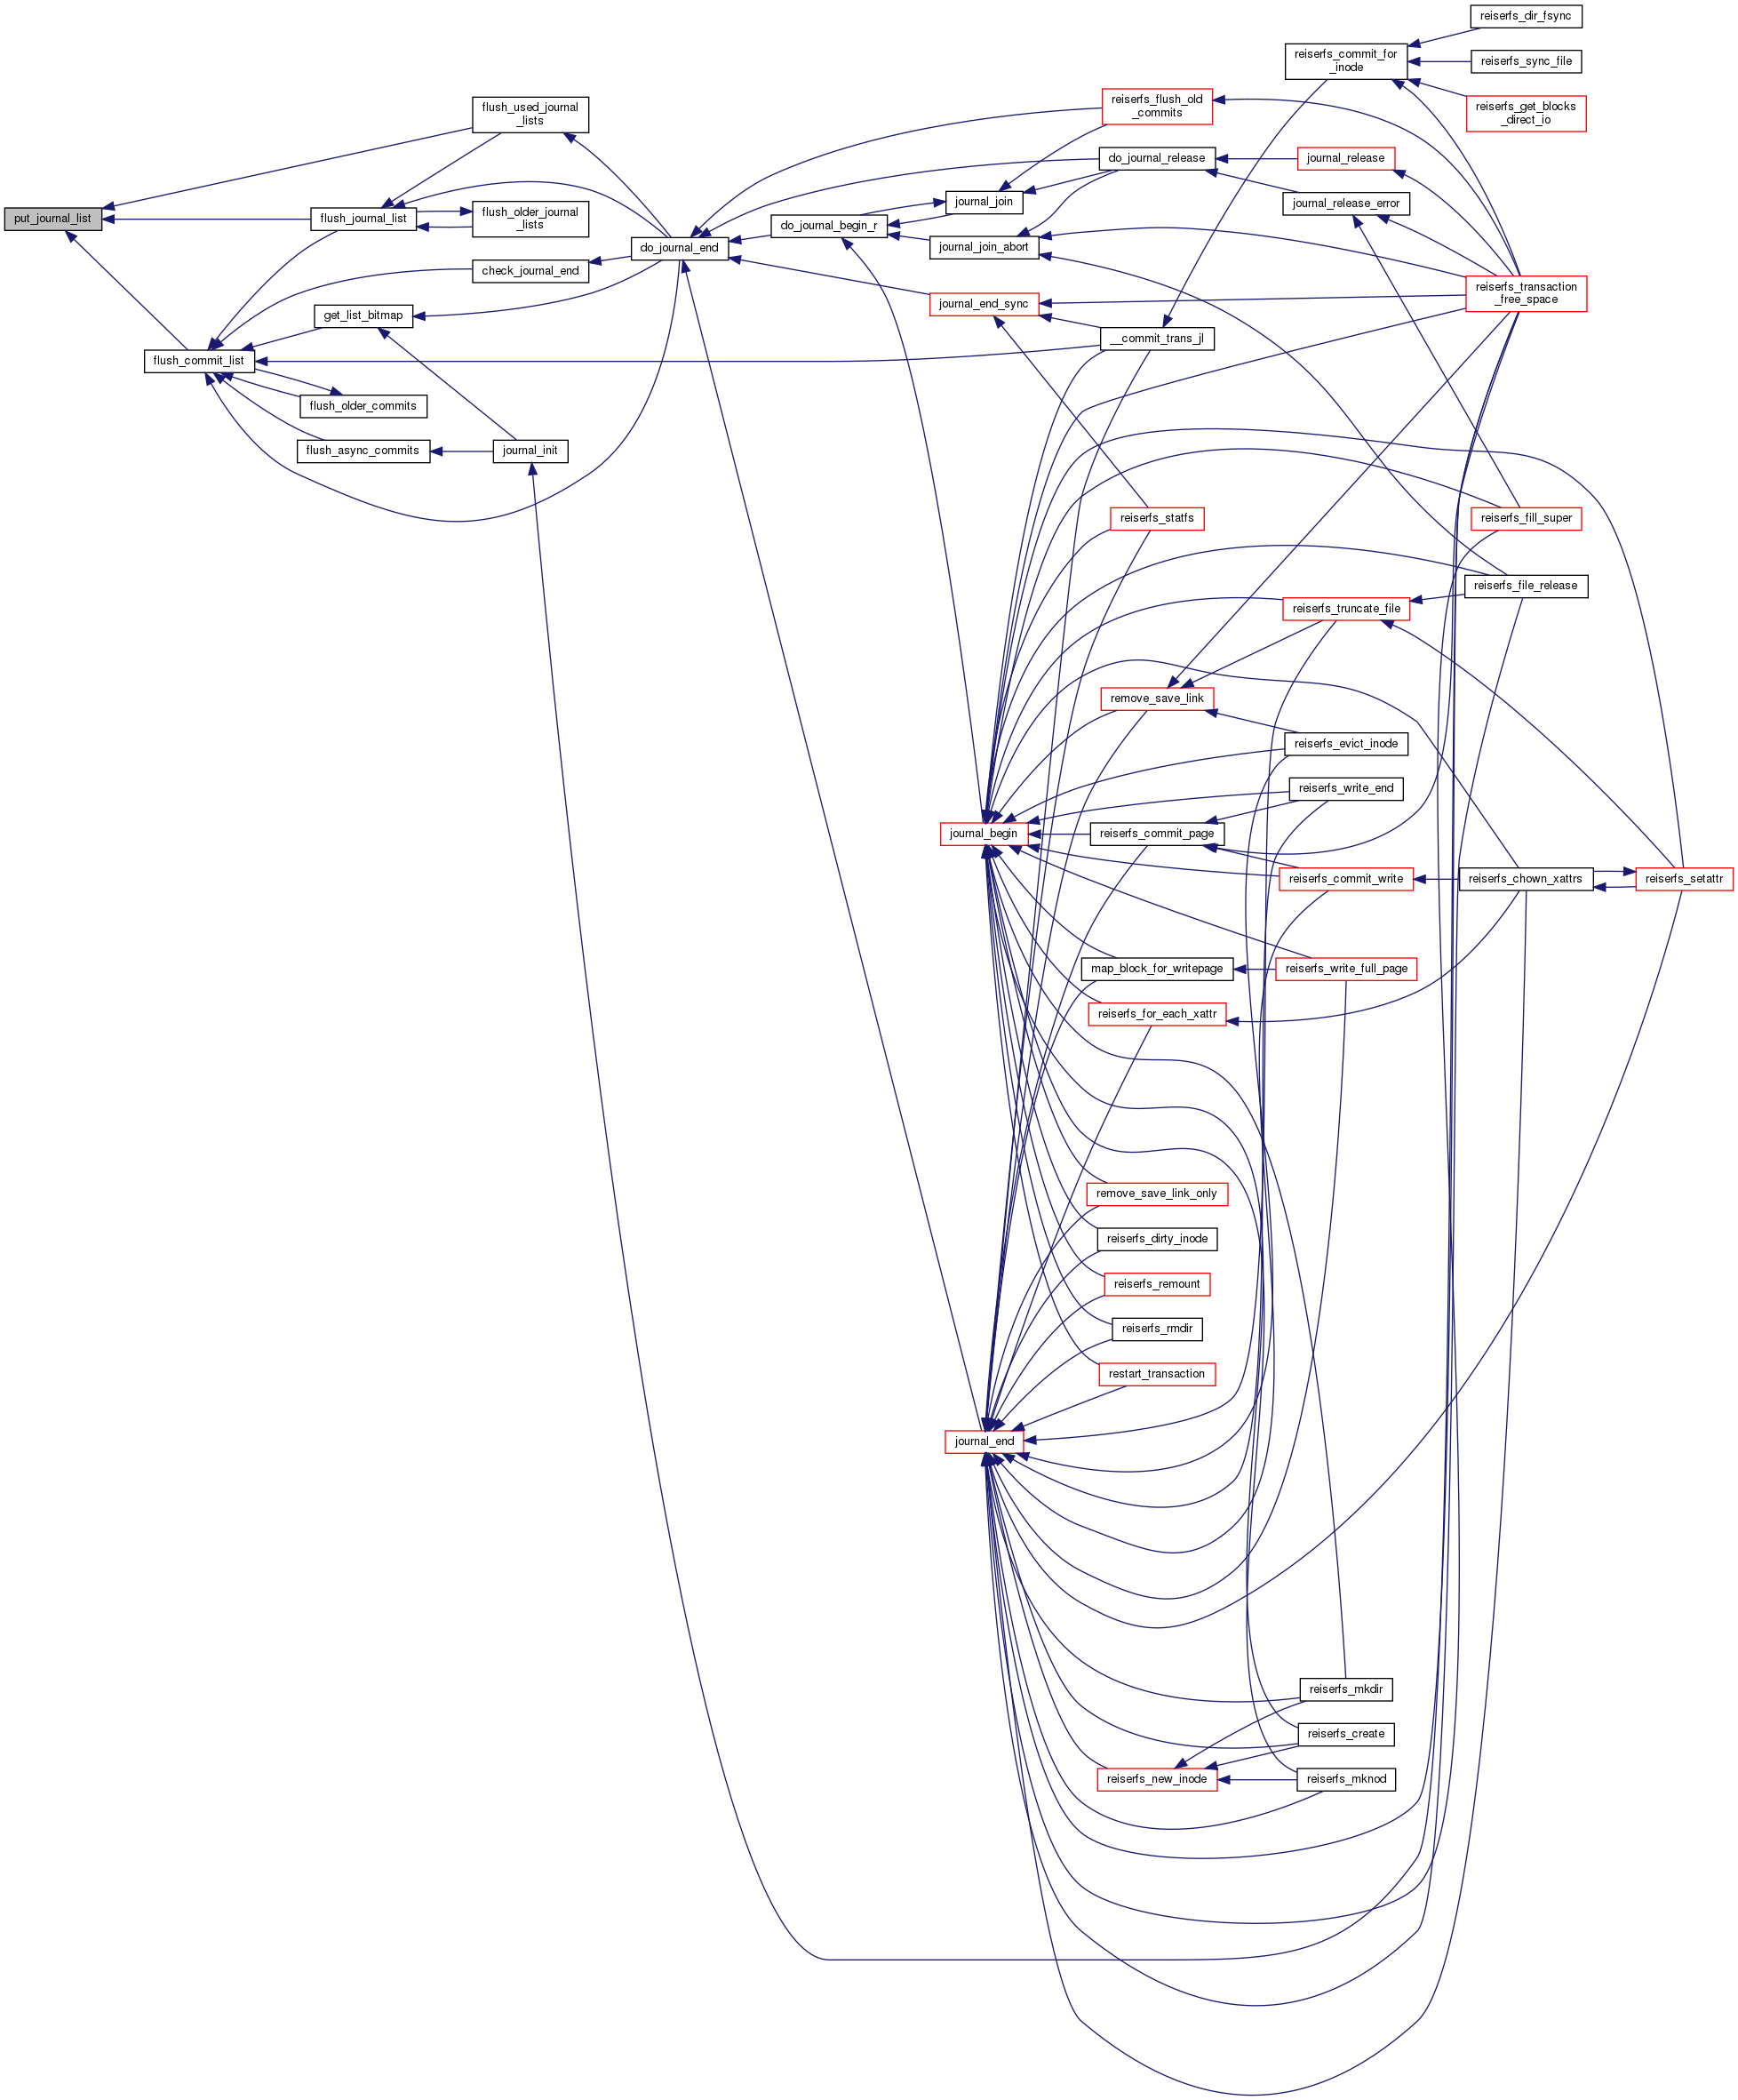 put_journal_list
flush_used_journal
_lists
flush_journal_list
flush_older_journal
_lists
check_journal_end
get_list_bitmap
flush_commit_list
flush_older_commits
flush_async_commits
journal_init
do_journal_end
do_journal_begin_r
journal_join
journal_join_abort
journal_end_sync
reiserfs_flush_old
_commits
do_journal_release
__commit_trans_jl
reiserfs_commit_for
_inode
journal_release
journal_release_error
reiserfs_dir_fsync
reiserfs_sync_file
reiserfs_get_blocks
_direct_io
reiserfs_transaction
_free_space
reiserfs_statfs
reiserfs_fill_super
reiserfs_file_release
reiserfs_truncate_file
remove_save_link
reiserfs_evict_inode
reiserfs_write_end
journal_begin
reiserfs_commit_page
reiserfs_commit_write
reiserfs_chown_xattrs
reiserfs_setattr
map_block_for_writepage
reiserfs_write_full_page
reiserfs_for_each_xattr
remove_save_link_only
reiserfs_dirty_inode
reiserfs_remount
reiserfs_rmdir
restart_transaction
journal_end
reiserfs_mkdir
reiserfs_create
reiserfs_new_inode
reiserfs_mknod